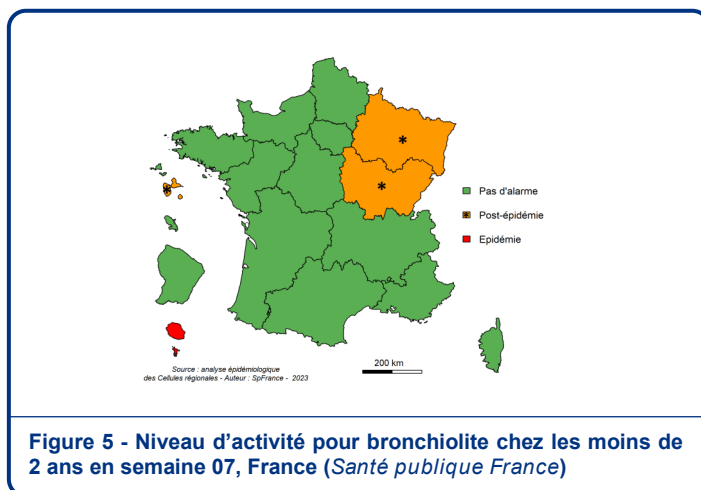 Pas d'alarme
* Post-épidémie
Epidémie
200 km
Source : analyse épidémiologique
des Cellules régionales - Auteur : SpFrance - 2023
Figure 5 - Niveau d’activité pour bronchiolite chez les moins de
2 ans en semaine 07, France (Santé publique France)